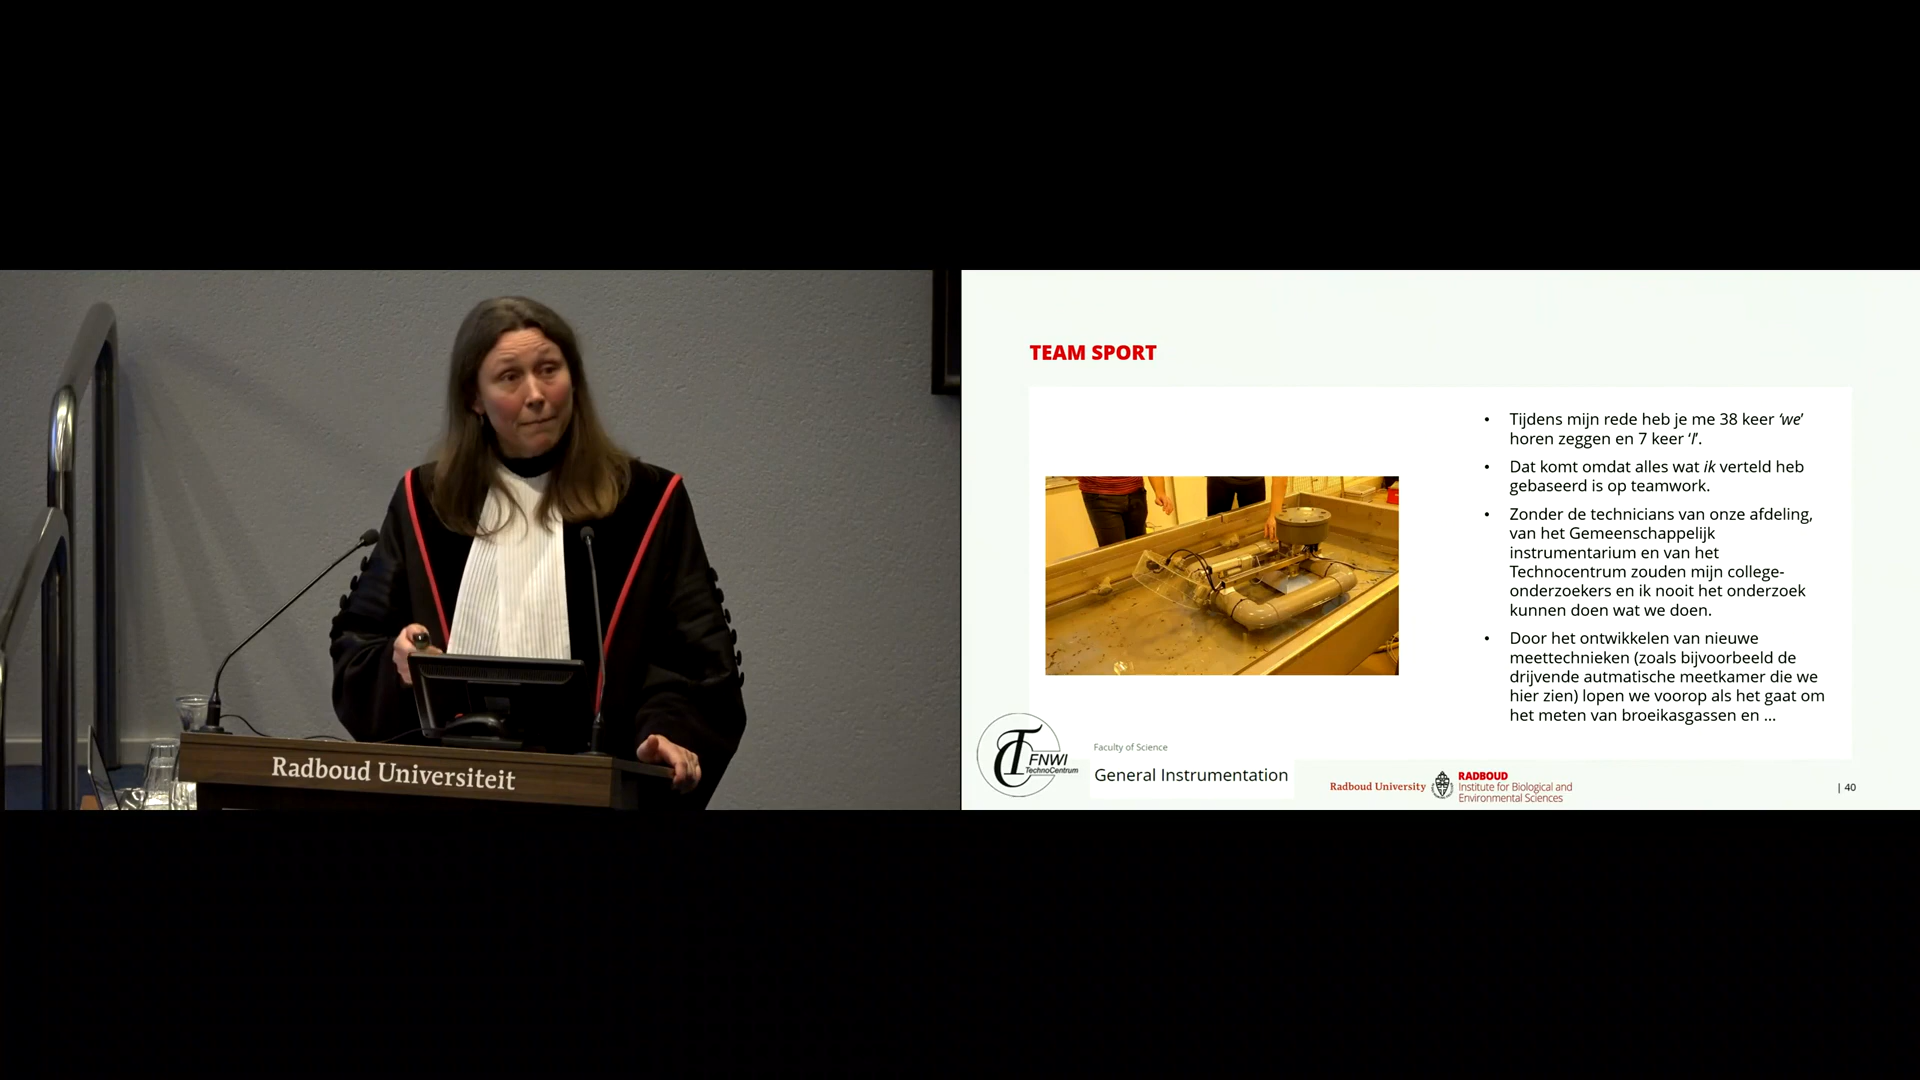 Radboud Universiteit
TEAM SPORT
• Tijdens mijn rede heb je me 38 keer ‘we’
horen zeggen en 7 keer ‘I’.
• Dat komt omdat alles wat ik verteld heb
gebaseerd is op teamwork.
• Zonder de technicians van onze afdeling,
van het Gemeenschappelijk
instrumentarium en van het
Technocentrum zouden mijn college-
onderzoekers en ik nooit het onderzoek
kunnen doen wat we doen.
• Door het ontwikkelen van nieuwe
meettechnieken (zoals bijvoorbeeld de
drijvende autmatische meetkamer die we
hier zien) lopen we voorop als het gaat om
het meten van broeikasgassen en ...
FNWI
TechnoCentrum
Faculty of Science
General Instrumentation
Radboud University
RADBOUD
Institute for Biological and
Environmental Sciences
| 40